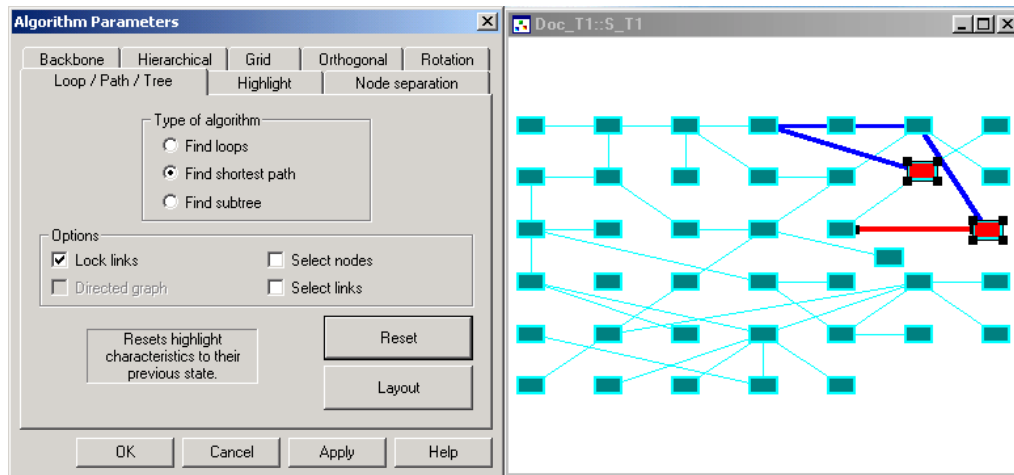 Algorithm Parameters
Backbone Hierarchical Grid Orthogonal Rotation
Loop / Path / Tree Highlight Node separation
Type of algorithm
Find loops
Find shortest path
Find subtree
Options
Lock links Select nodes
Directed graph Select links
Resets highlight
characteristics to their
previous state.
Reset
Layout
OK Cancel Apply Help
Doc_T1::S_T1